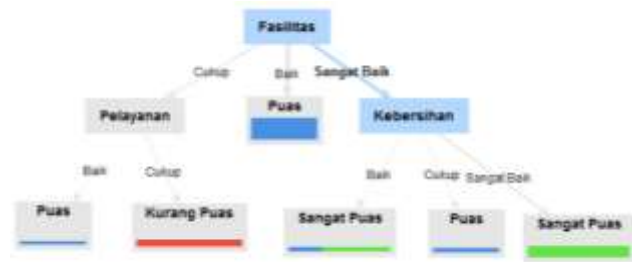 Fasilitas
Cukup
Baik
Sangat Baik
Pelayanan
Puas
Kebersihan
Baik
Cukup
Baik
Cukup
Sangat Baik
Puas
Kurang Puas
Sangat Puas
Puas
Sangat Puas